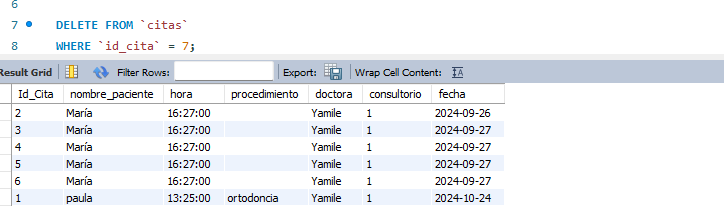 6
7 DELETE FROM `citas`
8 WHERE `id_cita` = 7;
Result Grid Filter Rows: Export: Wrap Cell Content:
Id_Cita nombre_paciente hora procedimiento doctora consultorio fecha
2 María 16:27:00 Yamile 1 2024-09-26
3 María 16:27:00 Yamile 1 2024-09-27
4 María 16:27:00 Yamile 1 2024-09-27
5 María 16:27:00 Yamile 1 2024-09-27
6 María 16:27:00 Yamile 1 2024-09-27
1 paula 13:25:00 ortodoncia Yamile 1 2024-10-24